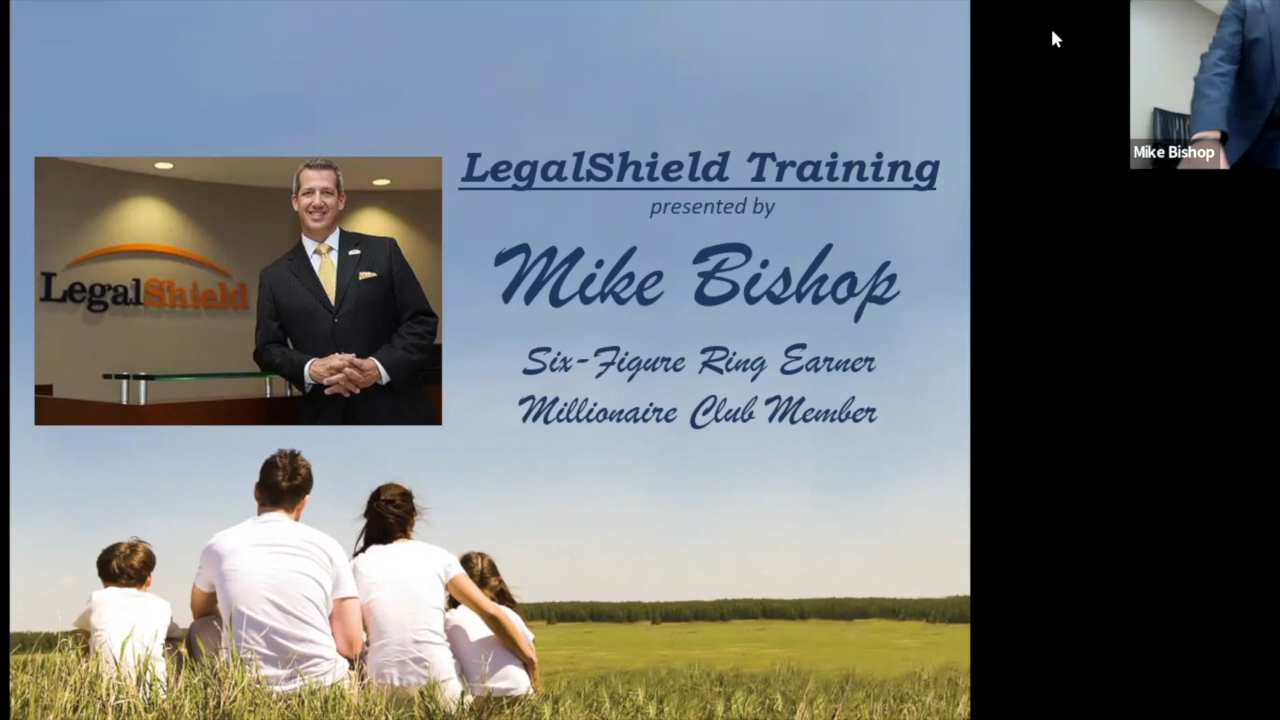 LegalShield Training
presented by
Mike Bishop
Six-Figure Ring Earner
Millionaire Club Member
LegalShield
Mike Bishop